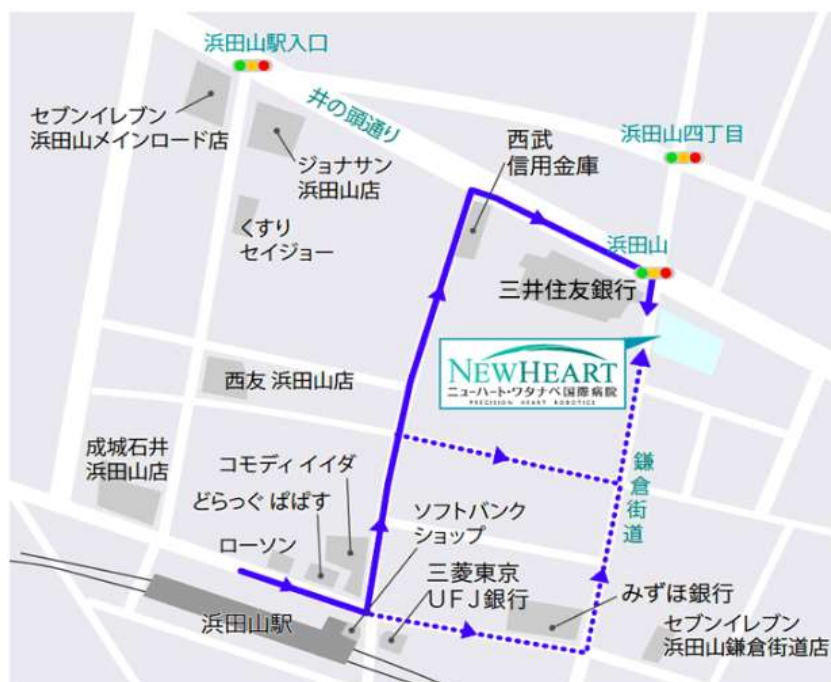 浜田山駅入口
セブンイレブン
浜田山メインロード店
井の頭通り
ジョナサン
浜田山店
西武
信用金庫
浜田山四丁目
くすり
セイジョー
浜田山
三井住友銀行
NEWHEART
ニューハート・ワタナベ国際病院
PRECISION HEART ROBOTICS
西友 浜田山店
成城石井
浜田山店
コモディイイダ
どらっぐ ぱぱす
ローソン
ソフトバンク
ショップ
鎌倉街道
三菱東京
UFJ銀行
みずほ銀行
浜田山駅
セブンイレブン
浜田山鎌倉街道店